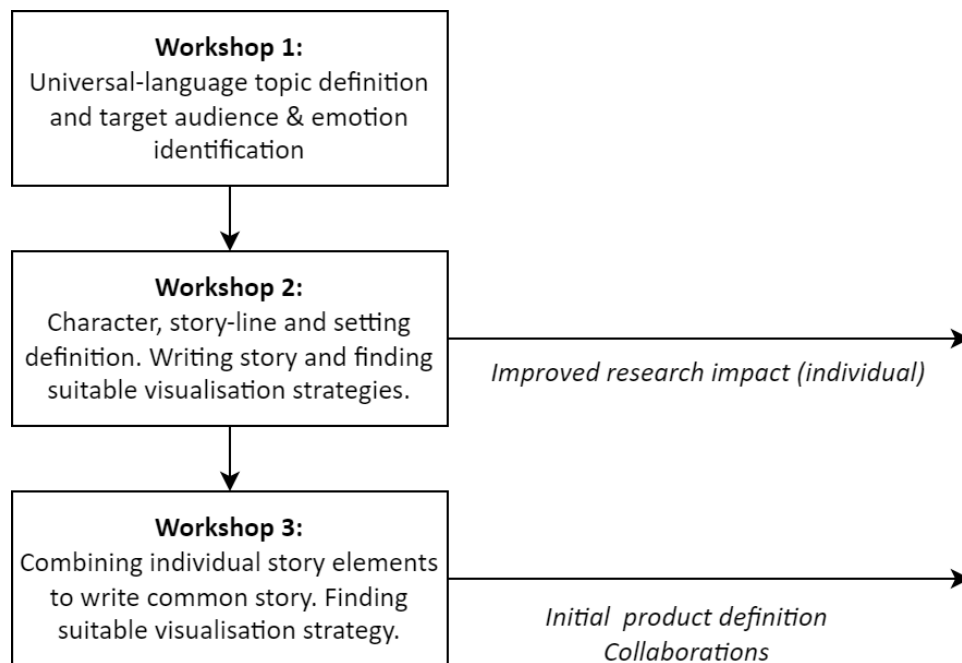 Workshop 1:
Universal-language topic definition
and target audience & emotion
identification
Workshop 2:
Character, story-line and setting
definition. Writing story and finding
suitable visualisation strategies.
Improved research impact (individual)
Workshop 3:
Combining individual story elements
to write common story. Finding
suitable visualisation strategy.
Initial  product definition
Collaborations